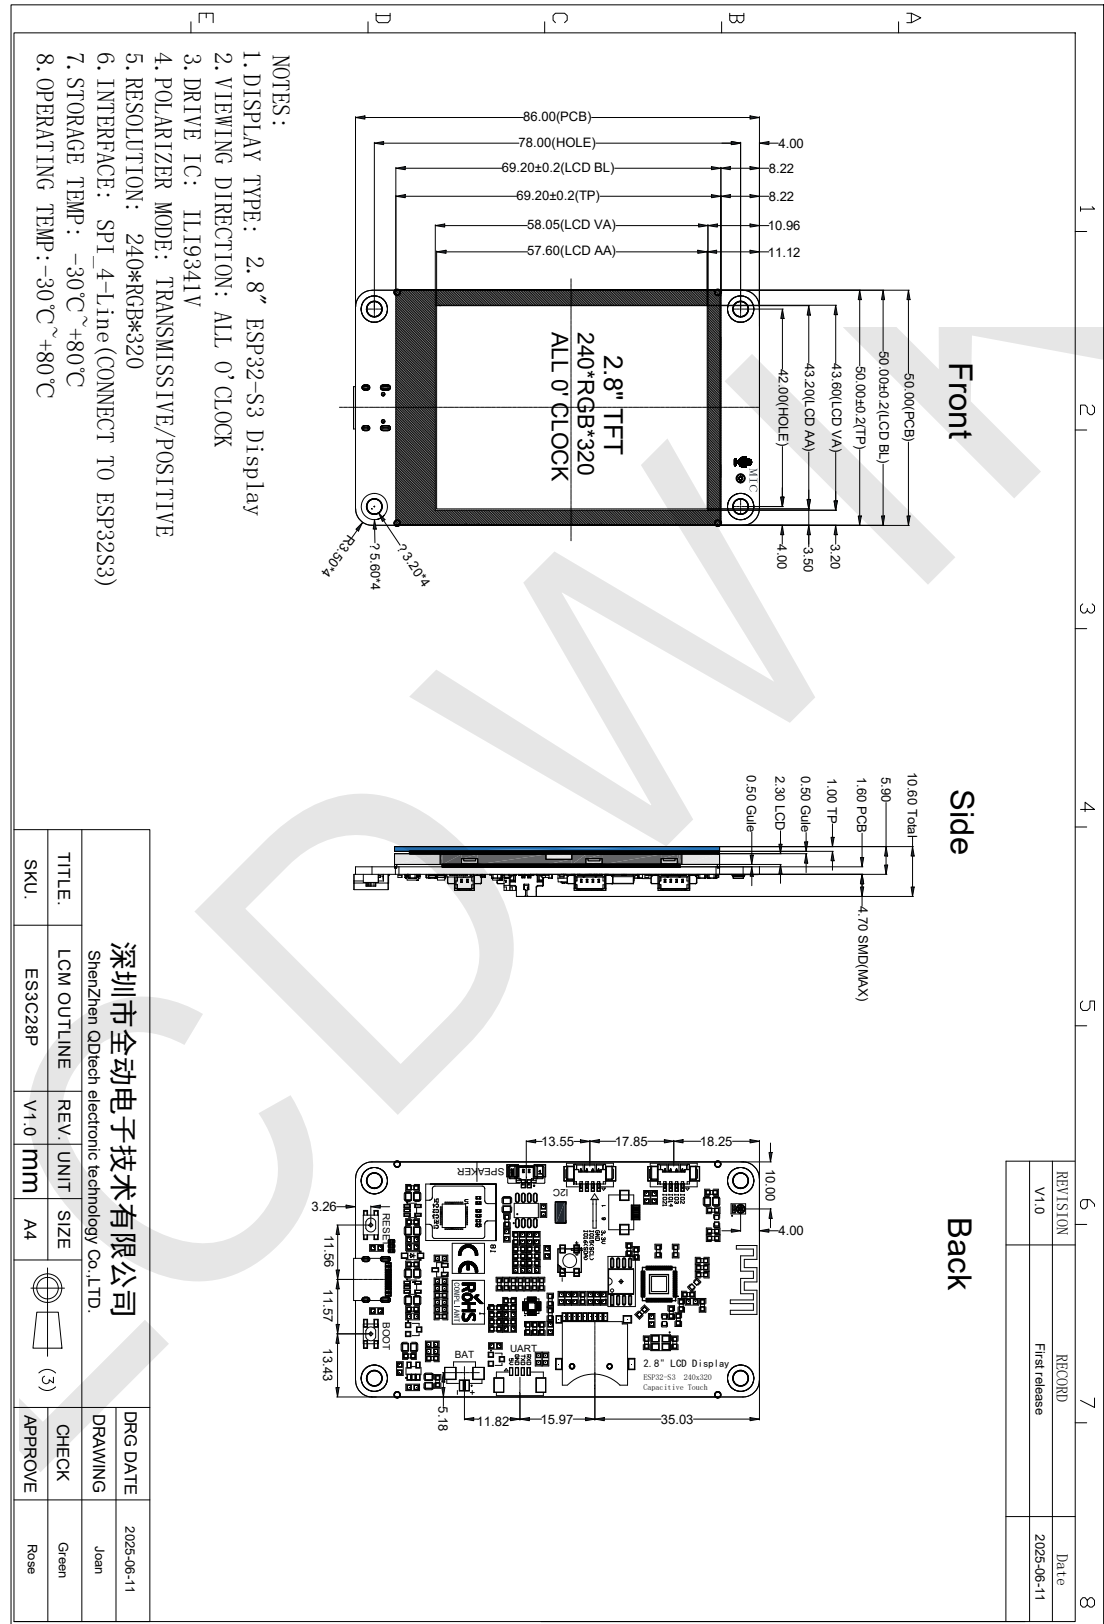 1
2
3
4
5
6
7
8
A
B
C
D
E
REVISION
RECORD
Date
V1.0
First release
2025-06-11
Front
Side
Back
86.00(PCB)
78.00(HOLE)
4.00
69.20±0.2(LCD BL)
8.22
69.20±0.2(TP)
8.22
58.05(LCD VA)
10.96
57.60(LCD AA)
11.12
50.00(PCB)
50.00±0.2(LCD BL)
50.00±0.2(TP)
43.60(LCD VA)
3.20
43.20(LCD AA)
3.50
42.00(HOLE)
4.00
2.8" TFT
240*RGB*320
ALL 0' CLOCK
MIC
? 3.20*4
? 5.60*4
R3.50*4
10.60 Total
5.90
1.60 PCB
4.70 SMD(MAX)
1.00 TP
0.50 Gule
2.30 LCD
0.50 Gule
18.25
17.85
13.55
10.00
4.00
3.26
11.56
11.57
13.43
35.03
15.97
11.82
5.18
SPEAKER
I2C
RESET
BOOT
BAT
UART
CE
RoHS
COMPLIANT
2.8" LCD Display
ESP32-S3 240x320
Capacitive Touch
NOTES:
1. DISPLAY TYPE: 2.8" ESP32-S3 Display
2. VIEWING DIRECTION: ALL 0'CLOCK
3. DRIVE IC: ILI9341V
4. POLARIZER MODE: TRANSMISSIVE/POSITIVE
5. RESOLUTION: 240*RGB*320
6. INTERFACE: SPI_4-Line(CONNECT TO ESP32S3)
7. STORAGE TEMP: -30℃~+80℃
8. OPERATING TEMP:-30℃~+80℃
深圳市全动电子技术有限公司
ShenZhen QDtech electronic technology Co.,LTD.
TITLE.
LCM OUTLINE
REV.
UNIT
SIZE
SKU.
ES3C28P
V1.0
mm
A4
(3)
DRG DATE
2025-06-11
DRAWING
Joan
CHECK
Green
APPROVE
Rose